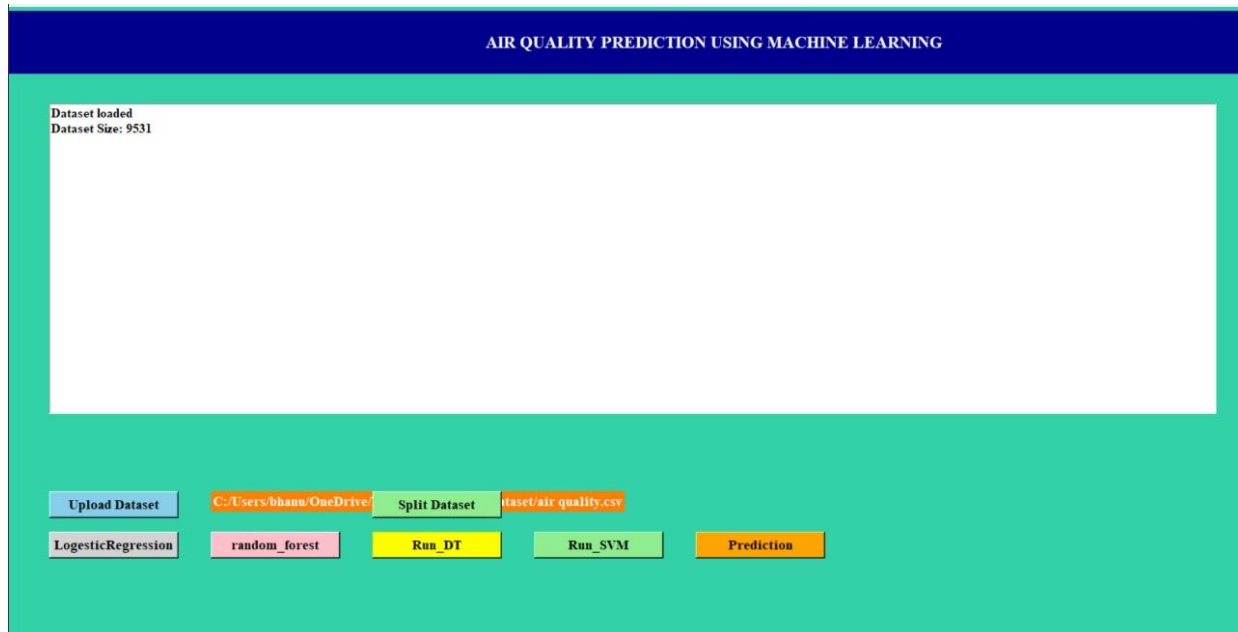 AIR QUALITY PREDICTION USING MACHINE LEARNING
Dataset loaded
Dataset Size: 9531
Upload Dataset
C:/Users/bhanu/OneDrive/
Split Dataset
taset/air quality.csv
LogesticRegression
random_forest
Run_DT
Run_SVM
Prediction